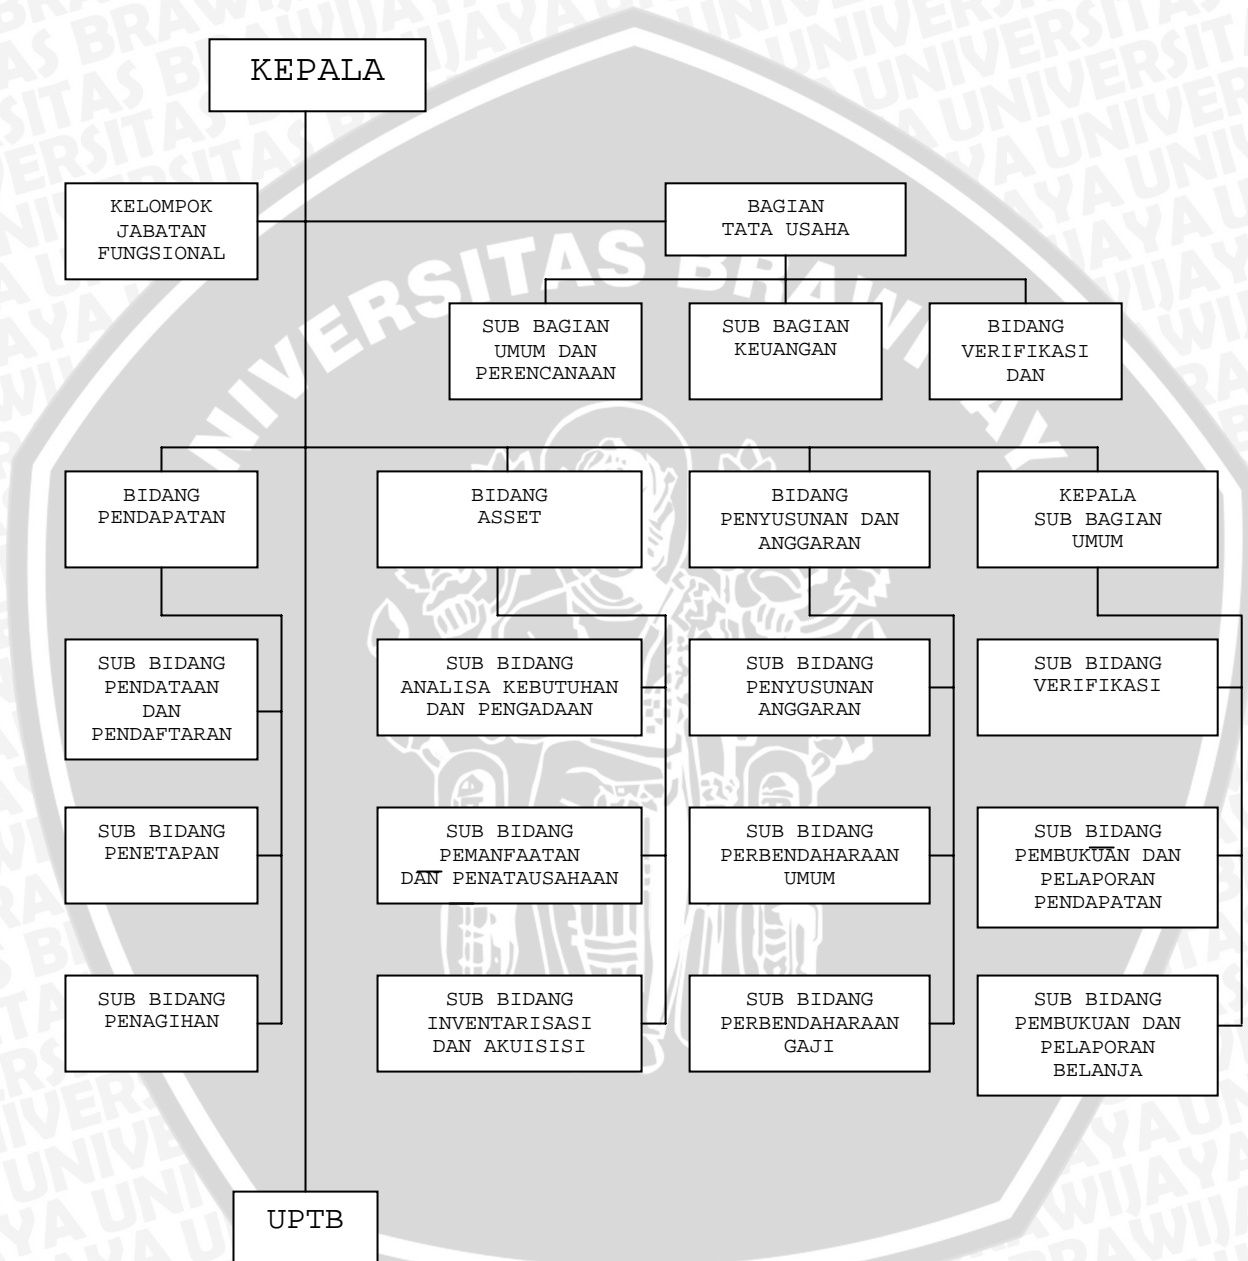 KEPALA
KELOMPOK
JABATAN
FUNGSIONAL
BAGIAN
TATA USAHA
SUB BAGIAN
UMUM DAN
PERENCANAAN
SUB BAGIAN
KEUANGAN
BIDANG
VERIFIKASI
DAN
BIDANG
PENDAPATAN
BIDANG
ASSET
BIDANG
PENYUSUNAN DAN
ANGGARAN
KEPALA
SUB BAGIAN
UMUM
SUB BIDANG
PENDATAAN
DAN
PENDAFTARAN
SUB BIDANG
ANALISA KEBUTUHAN
DAN PENGADAAN
SUB BIDANG
PENYUSUNAN
ANGGARAN
SUB BIDANG
VERIFIKASI
SUB BIDANG
PENETAPAN
SUB BIDANG
PEMANFAATAN
DAN PENATAUSAHAAN
SUB BIDANG
PERBENDAHARAAN
UMUM
SUB BIDANG
PEMBUKUAN DAN
PELAPORAN
PENDAPATAN
SUB BIDANG
PENAGIHAN
SUB BIDANG
INVENTARISASI
DAN AKUISISI
SUB BIDANG
PERBENDAHARAAN
GAJI
SUB BIDANG
PEMBUKUAN DAN
PELAPORAN
BELANJA
UPTB